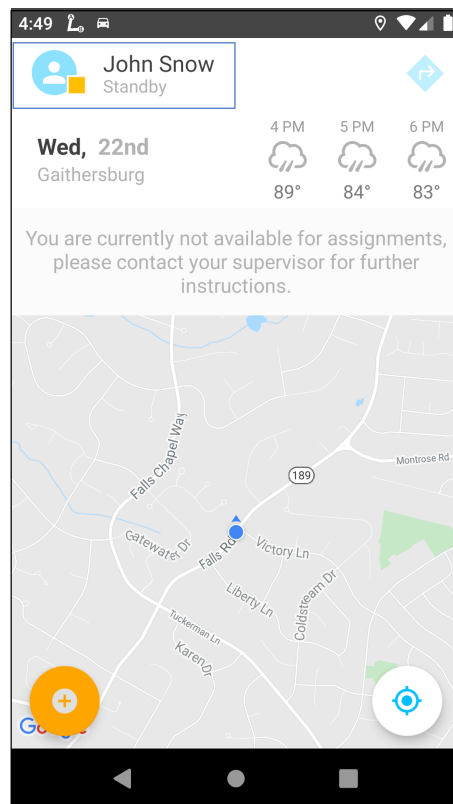 4:49
John Snow
Standby
4 PM 5 PM 6 PM
Wed, 22nd
Gaithersburg
89° 84° 83°
You are currently not available for assignments,
please contact your supervisor for further
instructions.
Falls Chapel Way
Montrose Rd
189
Gatewater Dr
Falls Rd
Victory Ln
Liberty Ln
Coldstream Dr
Tuckerman Ln
Karen Dr
Google